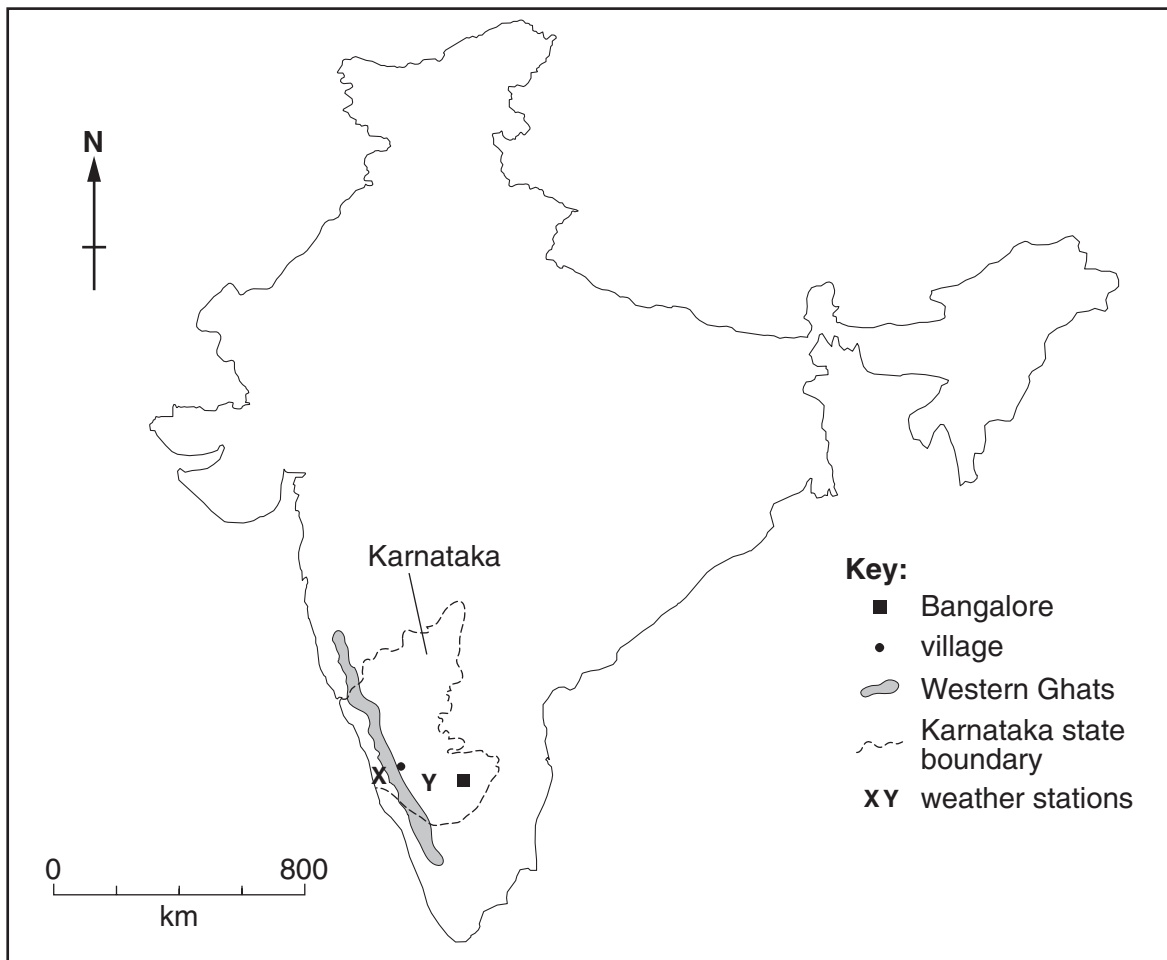 N
Karnataka
Key:
Bangalore
village
Western Ghats
Karnataka state
boundary
X Y weather stations
X
Y
0 800
km